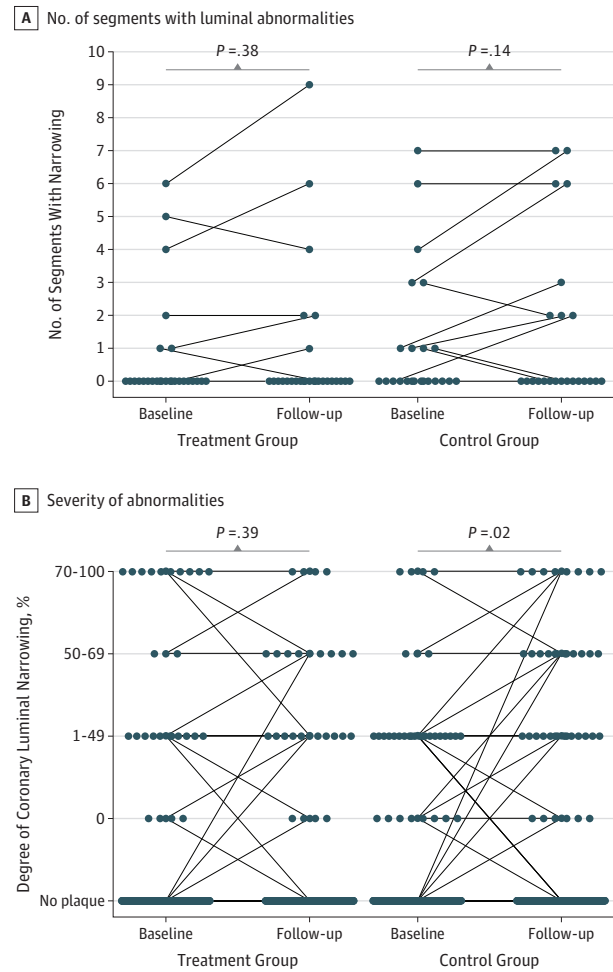 A No. of segments with luminal abnormalities
P =.38
P =.14
No. of Segments With Narrowing
10
9
8
7
6
5
4
3
2
1
0
Baseline
Follow-up
Baseline
Follow-up
Treatment Group
Control Group
B Severity of abnormalities
P =.39
P =.02
Degree of Coronary Luminal Narrowing, %
70-100
50-69
1-49
0
No plaque
Baseline
Follow-up
Baseline
Follow-up
Treatment Group
Control Group